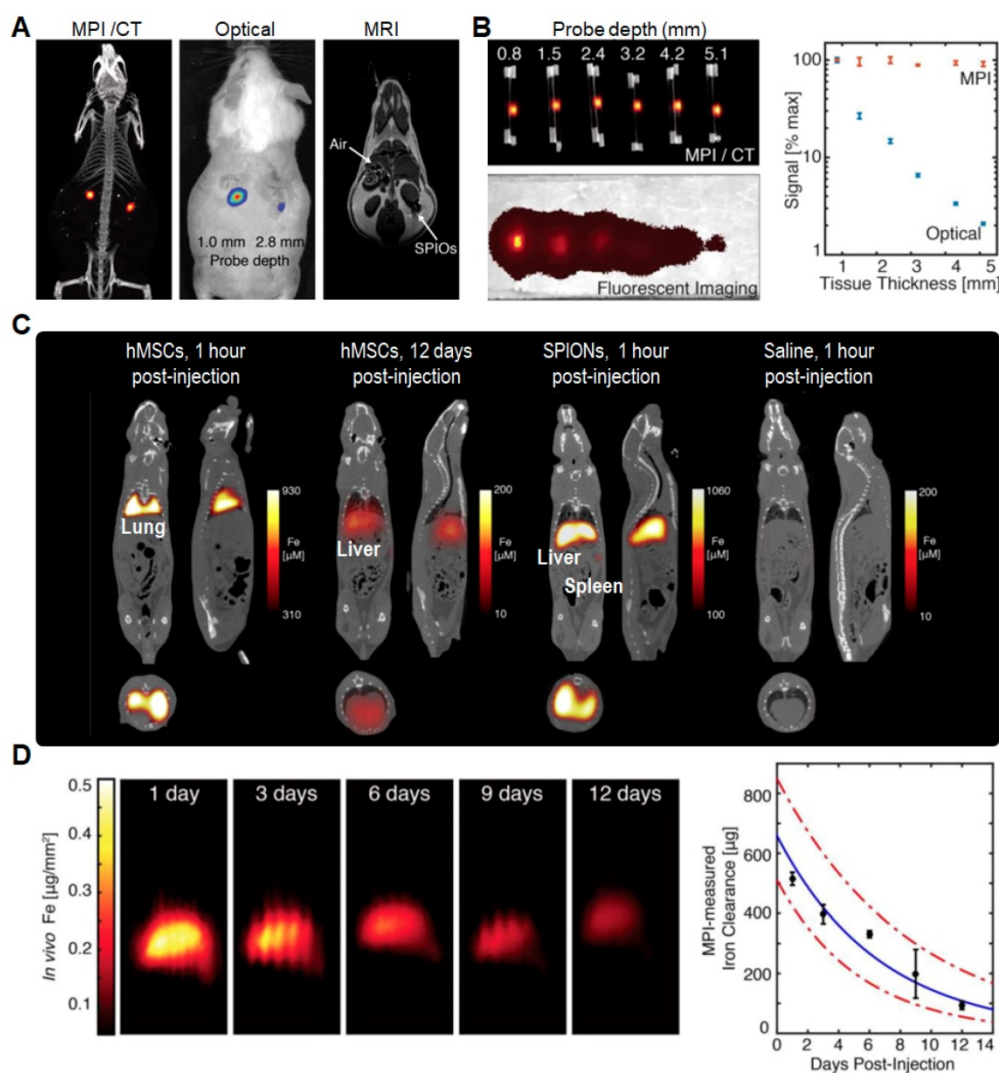 A
MPI /CT
Optical
MRI
Air
SPIOs
1.0 mm 2.8 mm
Probe depth
B
Probe depth (mm)
0.8 1.5 2.4 3.2 4.2 5.1
MPI / CT
Fluorescent Imaging
Signal [% max]
100
10
1
MPI
Optical
1 2 3 4 5
Tissue Thickness [mm]
C
hMSCs, 1 hour
post-injection
Lung
930
Fe
[µM]
310
hMSCs, 12 days
post-injection
Liver
200
Fe
[µM]
10
SPIONs, 1 hour
post-injection
Liver
Spleen
1060
Fe
[µM]
100
Saline, 1 hour
post-injection
200
Fe
[µM]
10
D
In vivo Fe [µg/mm²]
0.5
0.4
0.3
0.2
0.1
1 day
3 days
6 days
9 days
12 days
MPI-measured
Iron Clearance [µg]
800
600
400
200
0
0 2 4 6 8 10 12 14
Days Post-Injection